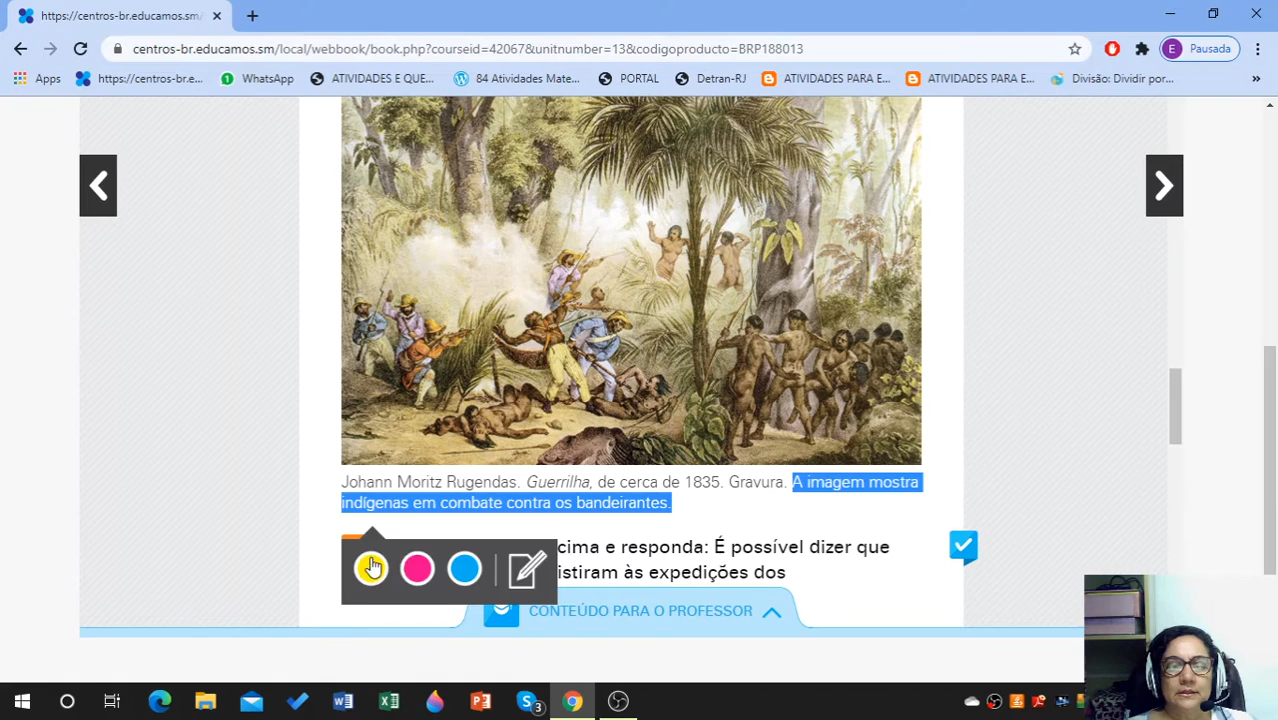 https://centros-br.educamos.sm/
centros-br.educamos.sm/local/webbook/book.php?courseid=42067&unitnumber=13&codigoproducto=BRP188013
E Pausada
Apps https://centros-br.e... 1 WhatsApp ATIVIDADES E QUE... 84 Atividades Mate... PORTAL Detran-RJ ATIVIDADES PARA E... ATIVIDADES PARA E... Divisão: Dividir por...
Johann Moritz Rugendas. Guerrilha, de cerca de 1835. Gravura. A imagem mostra
indígenas em combate contra os bandeirantes.
cima e responda: É possível dizer que
istiram às expedições dos
CONTEÚDO PARA O PROFESSOR
3